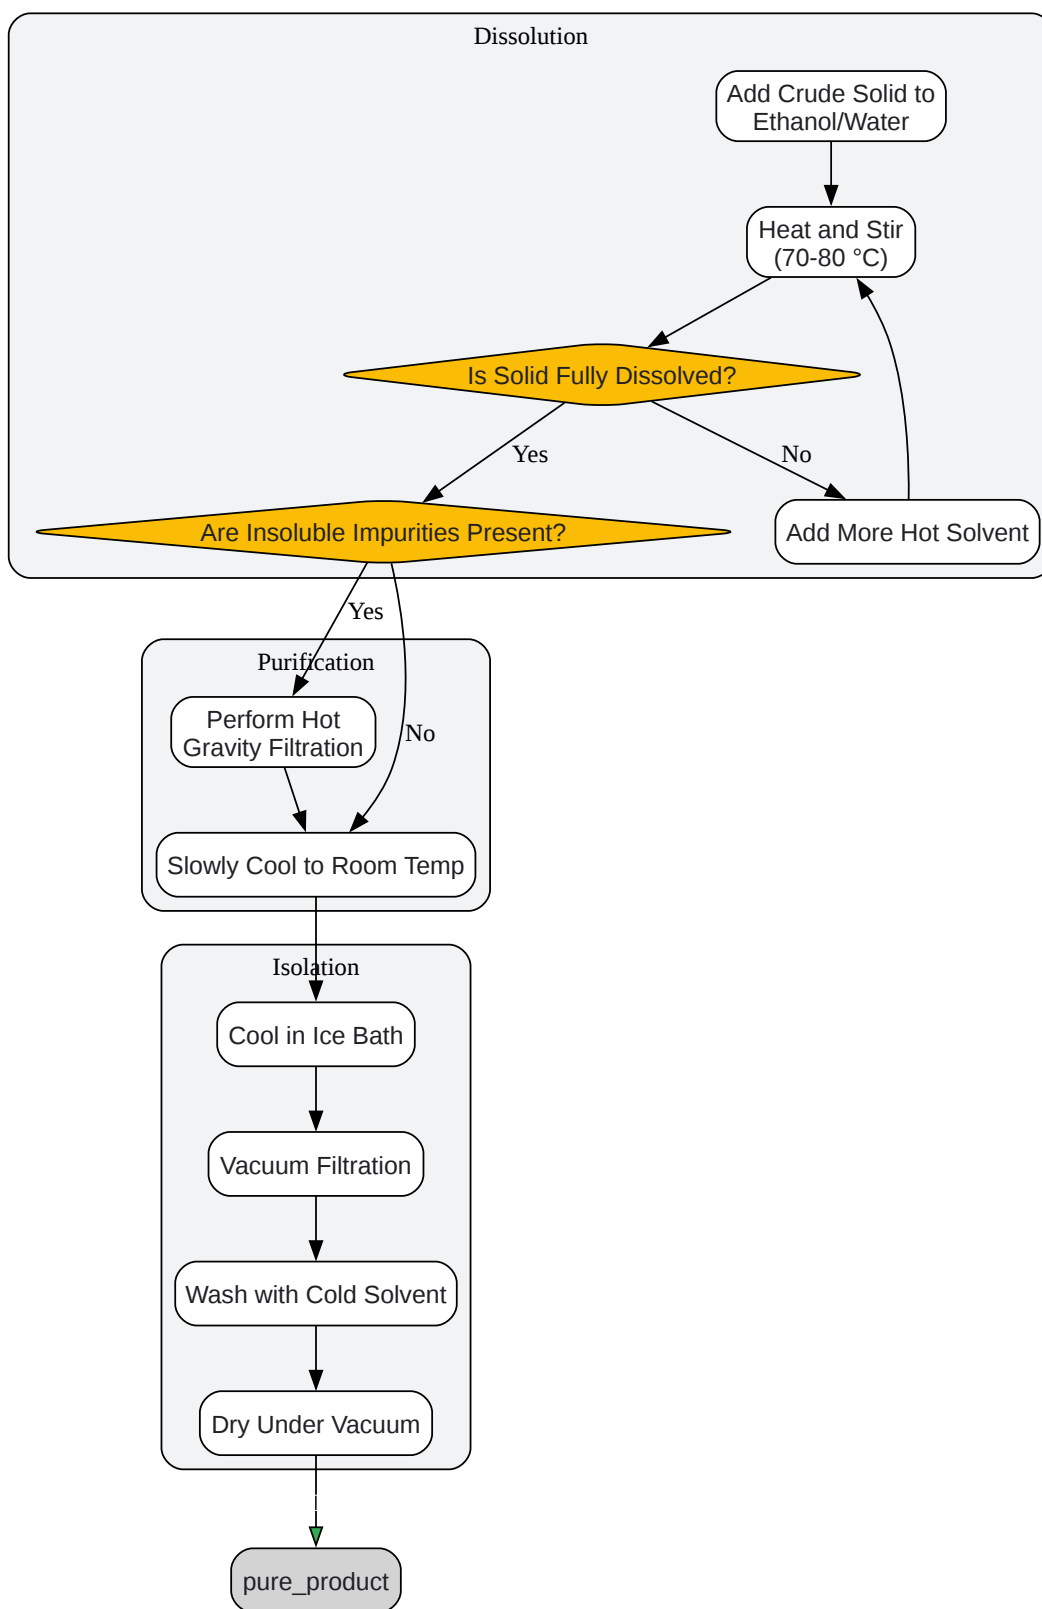 Dissolution
Add Crude Solid to
Ethanol/Water
Heat and Stir
(70-80 °C)
Is Solid Fully Dissolved?
Yes
No
Are Insoluble Impurities Present?
Add More Hot Solvent
Yes
Purification
Perform Hot
Gravity Filtration
No
Slowly Cool to Room Temp
Isolation
Cool in Ice Bath
Vacuum Filtration
Wash with Cold Solvent
Dry Under Vacuum
pure_product